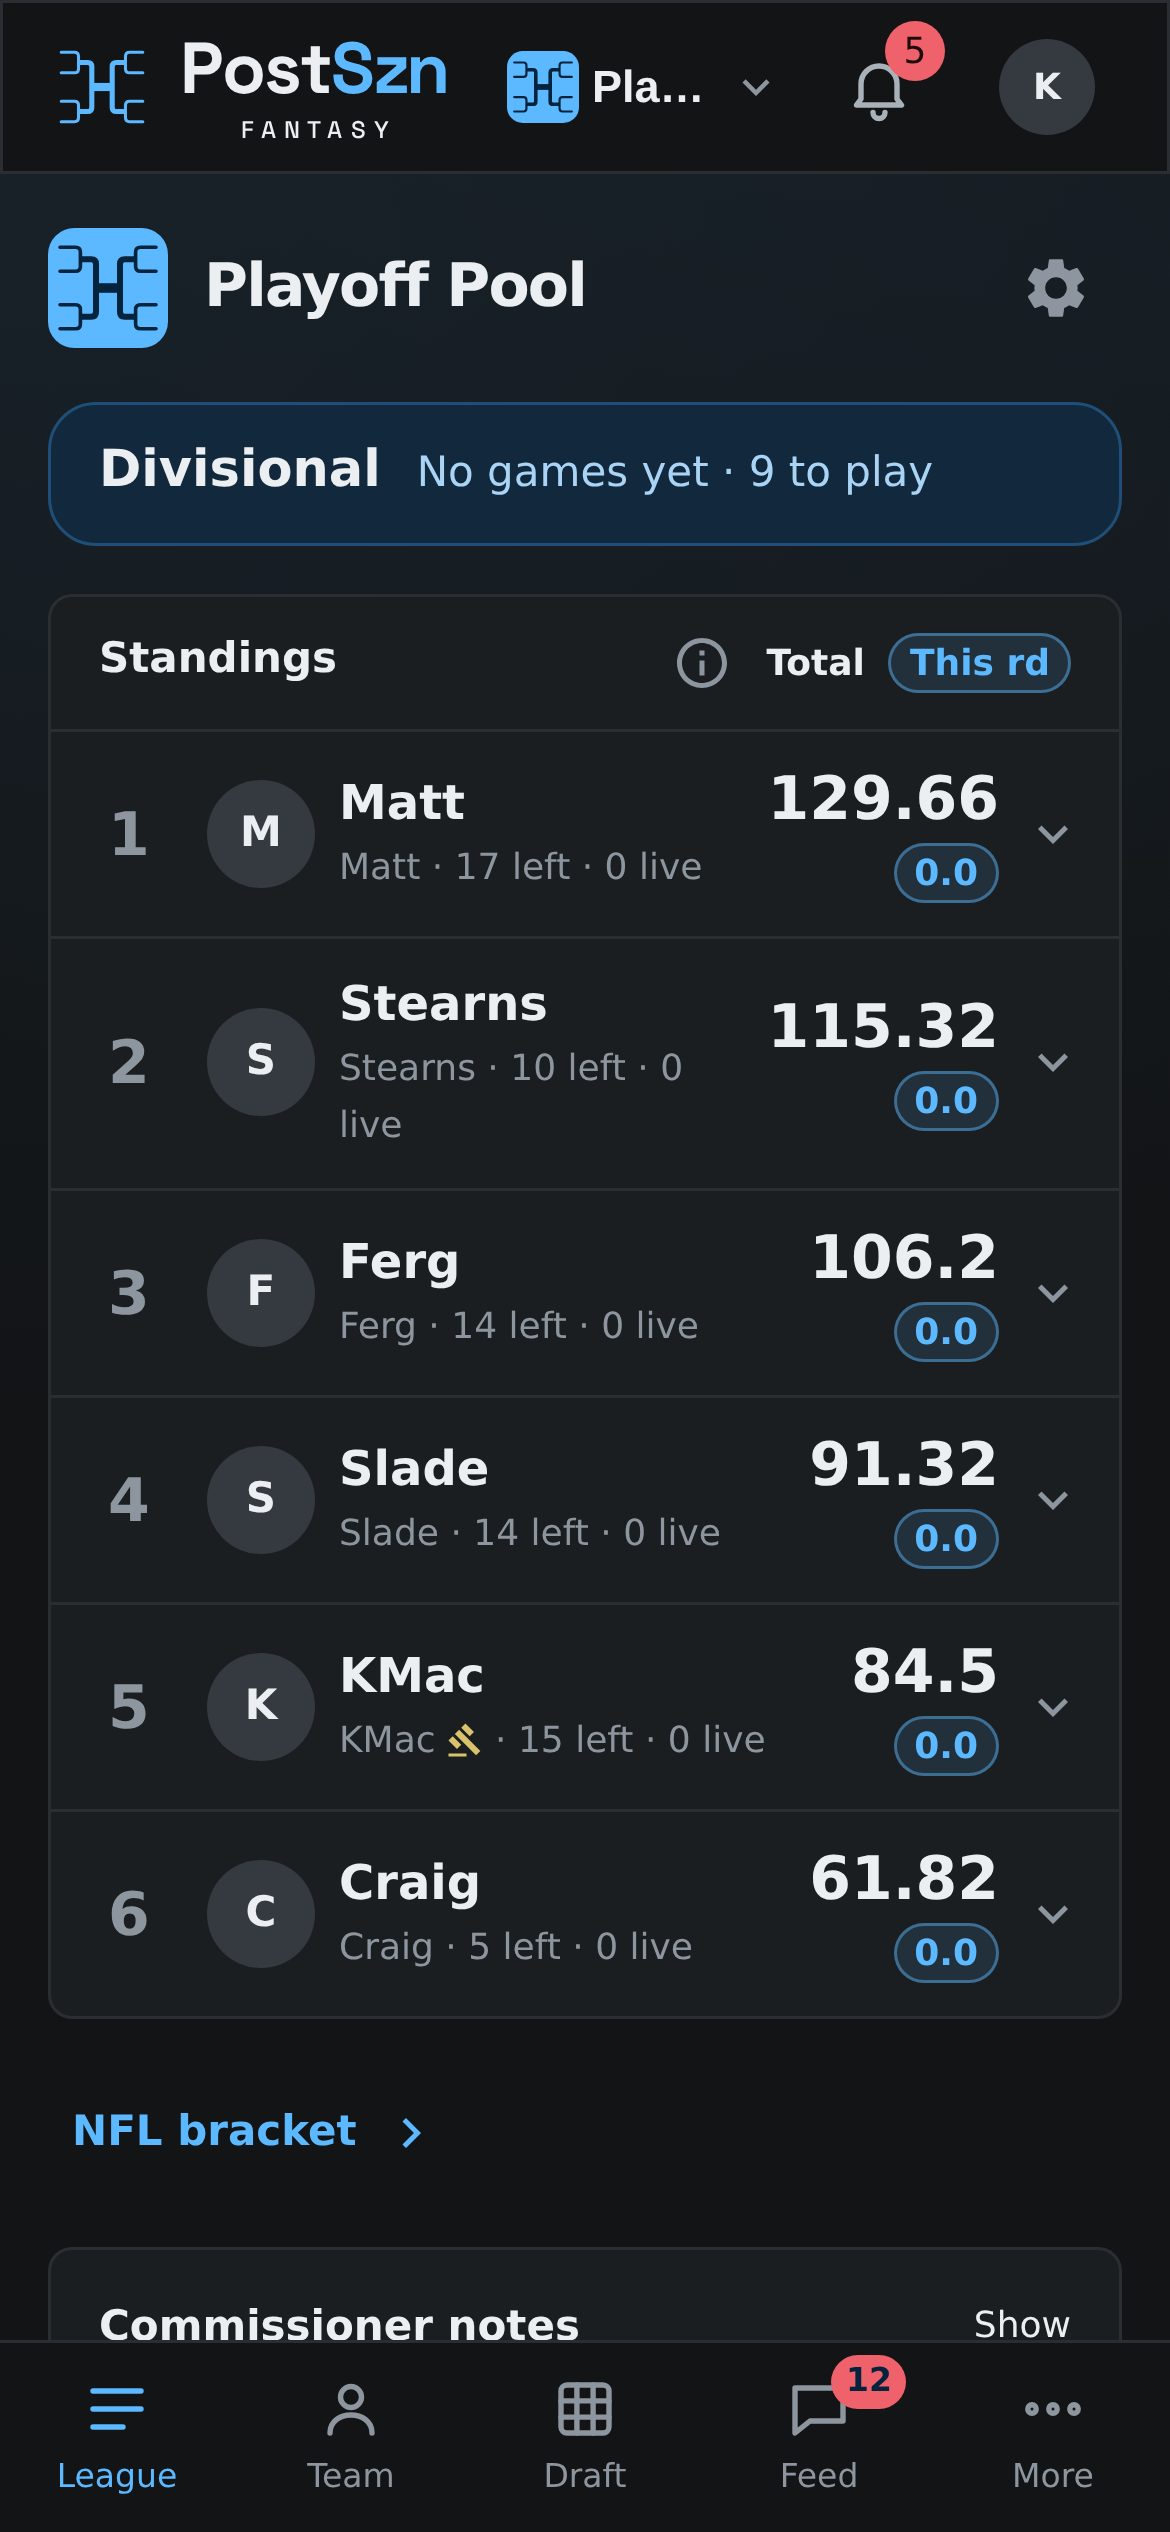 PostSzn
FANTASY
Pla...
5
K
Playoff Pool
Divisional No games yet · 9 to play
Standings
Total This rd
1 M Matt 129.66
Matt · 17 left · 0 live 0.0
2 S Stearns 115.32
Stearns · 10 left · 0
live
0.0
3 F Ferg 106.2
Ferg · 14 left · 0 live 0.0
4 S Slade 91.32
Slade · 14 left · 0 live 0.0
5 K KMac 84.5
KMac · 15 left · 0 live 0.0
6 C Craig 61.82
Craig · 5 left · 0 live 0.0
NFL bracket
Commissioner notes Show
12
League Team Draft Feed More